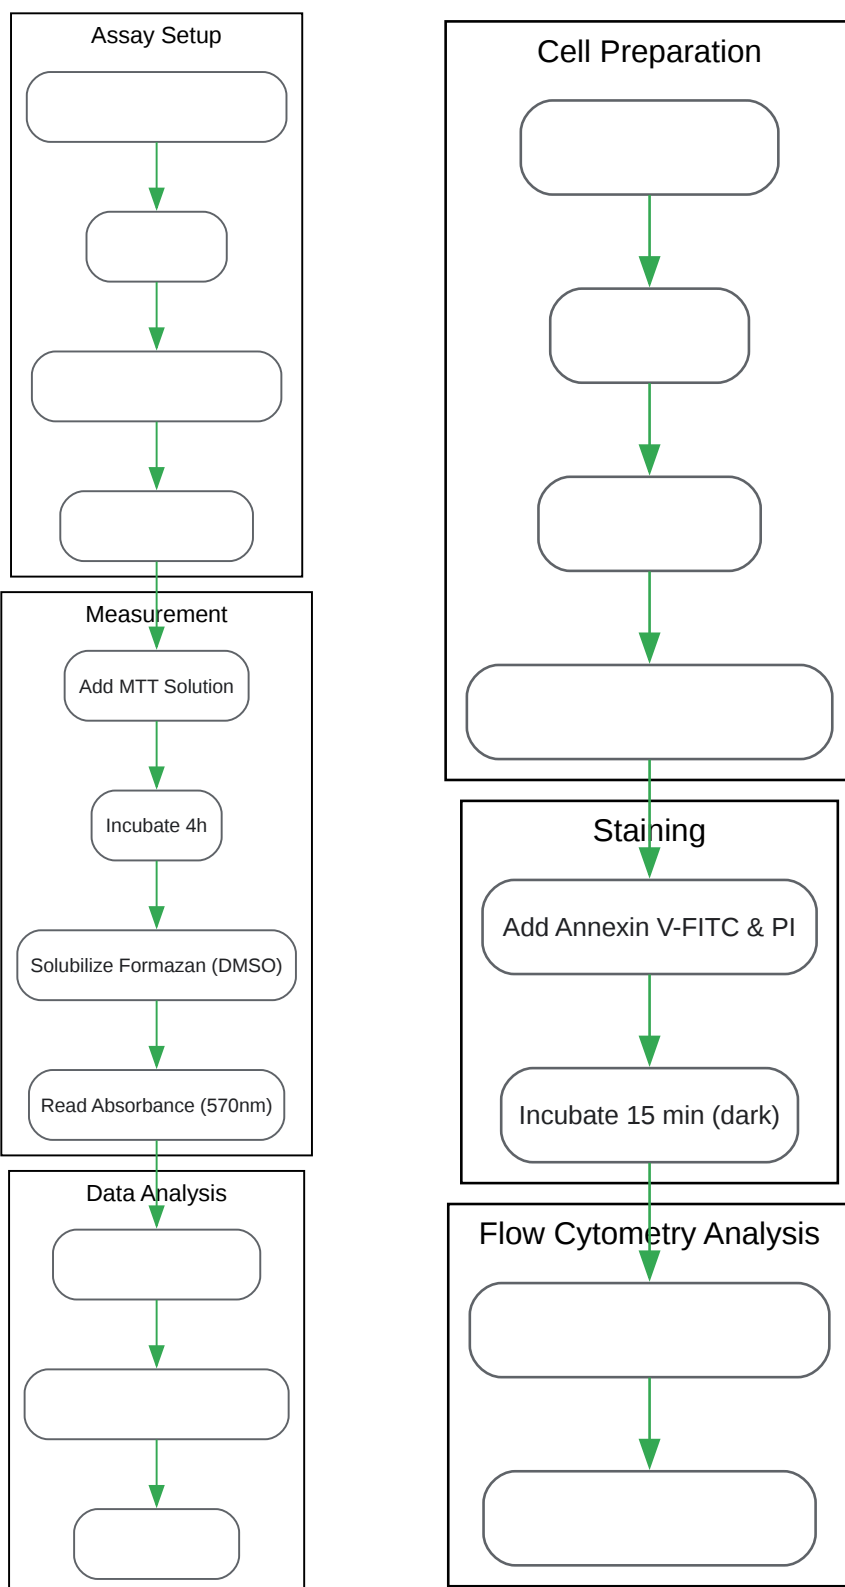 Assay Setup
Measurement
Add MTT Solution
Incubate 4h
Solubilize Formazan (DMSO)
Read Absorbance (570nm)
Data Analysis
Cell Preparation
Staining
Add Annexin V-FITC & PI
Incubate 15 min (dark)
Flow Cytometry Analysis